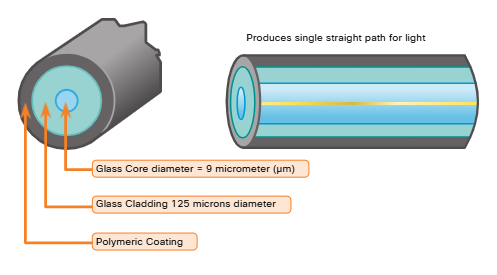 Produces single straight path for light
Glass Core diameter = 9 micrometer (µm)
Glass Cladding 125 microns diameter
Polymeric Coating